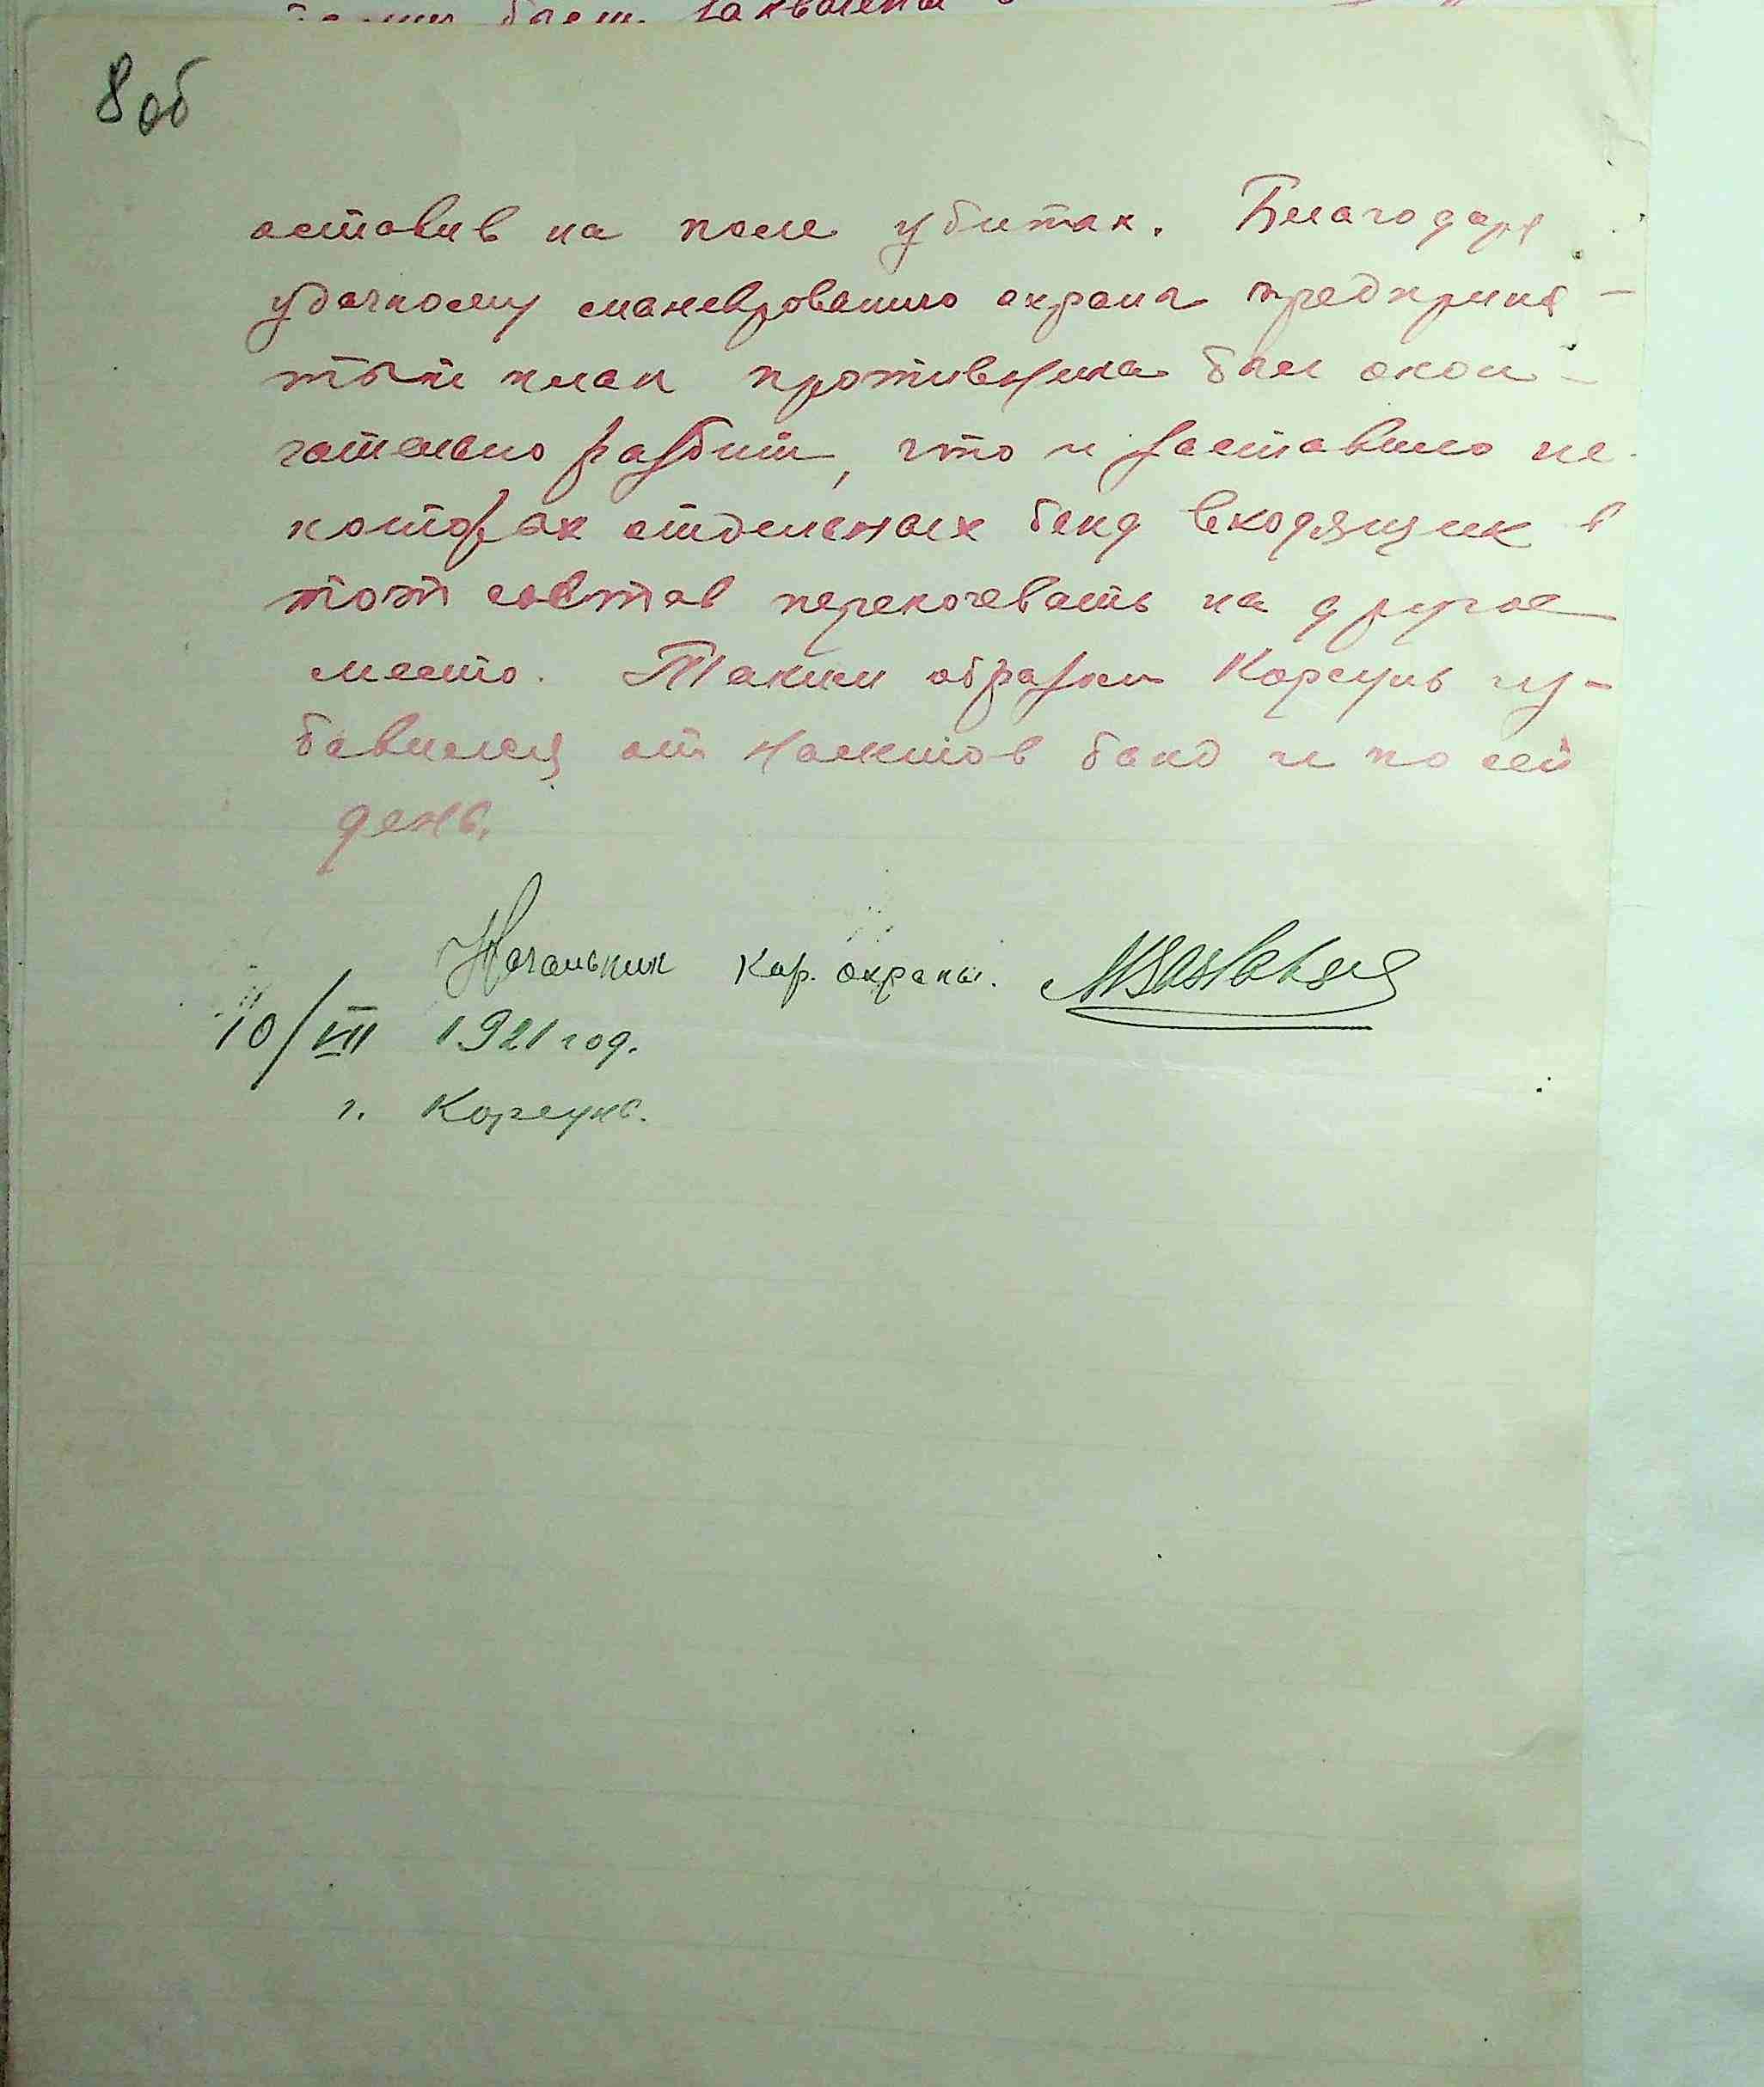 8об
оставив на поле убитых. Благодаря
удачному сманеврованию охраны предприня-
тый план противника был окон-
чательно разбит, что и заставило не-
которых отдельных банд входящих в
тот состав перекочевать на другое
место. Таким образом Корсунь из-
бавился от налетов банд и по сей
день.
Начальник Кар. охраны.
10/VII 1921 год.
г. Корсунь.